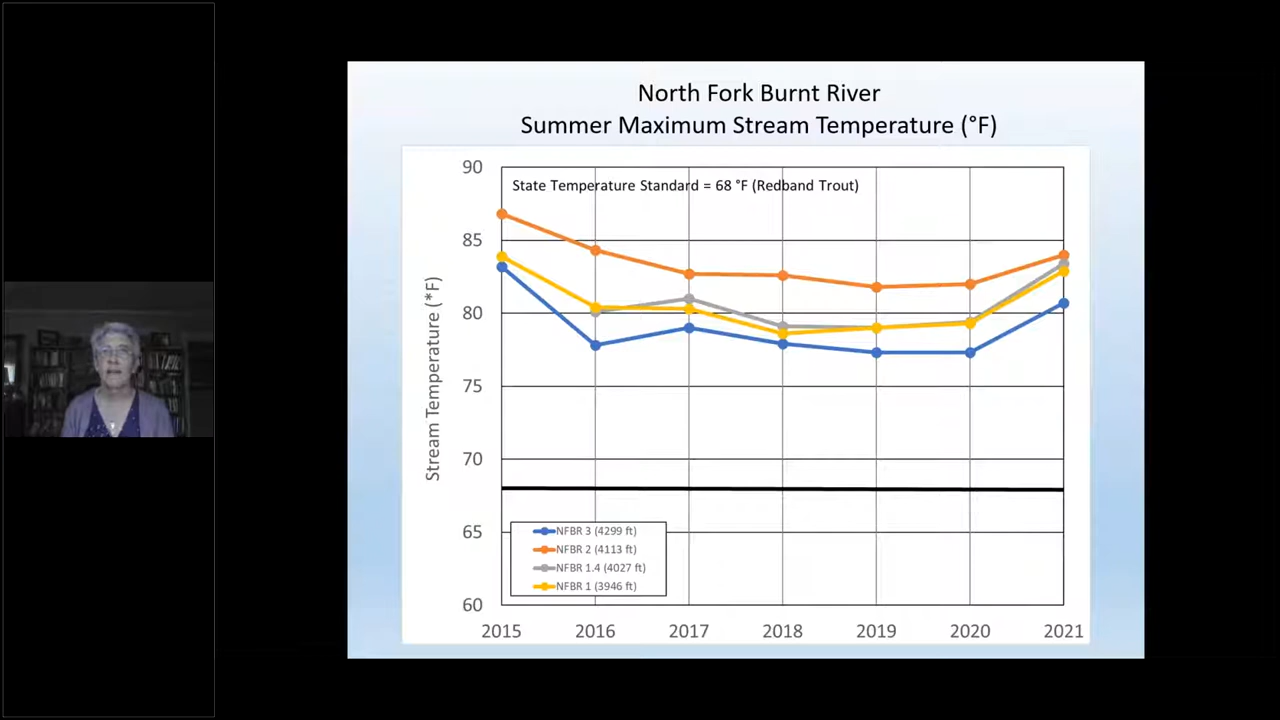 North Fork Burnt River
Summer Maximum Stream Temperature (°F)
State Temperature Standard = 68 °F (Redband Trout)
Stream Temperature (*F)
90
85
80
75
70
65
60
NFBR 3 (4299 ft)
NFBR 2 (4113 ft)
NFBR 1.4 (4027 ft)
NFBR 1 (3946 ft)
2015 2016 2017 2018 2019 2020 2021